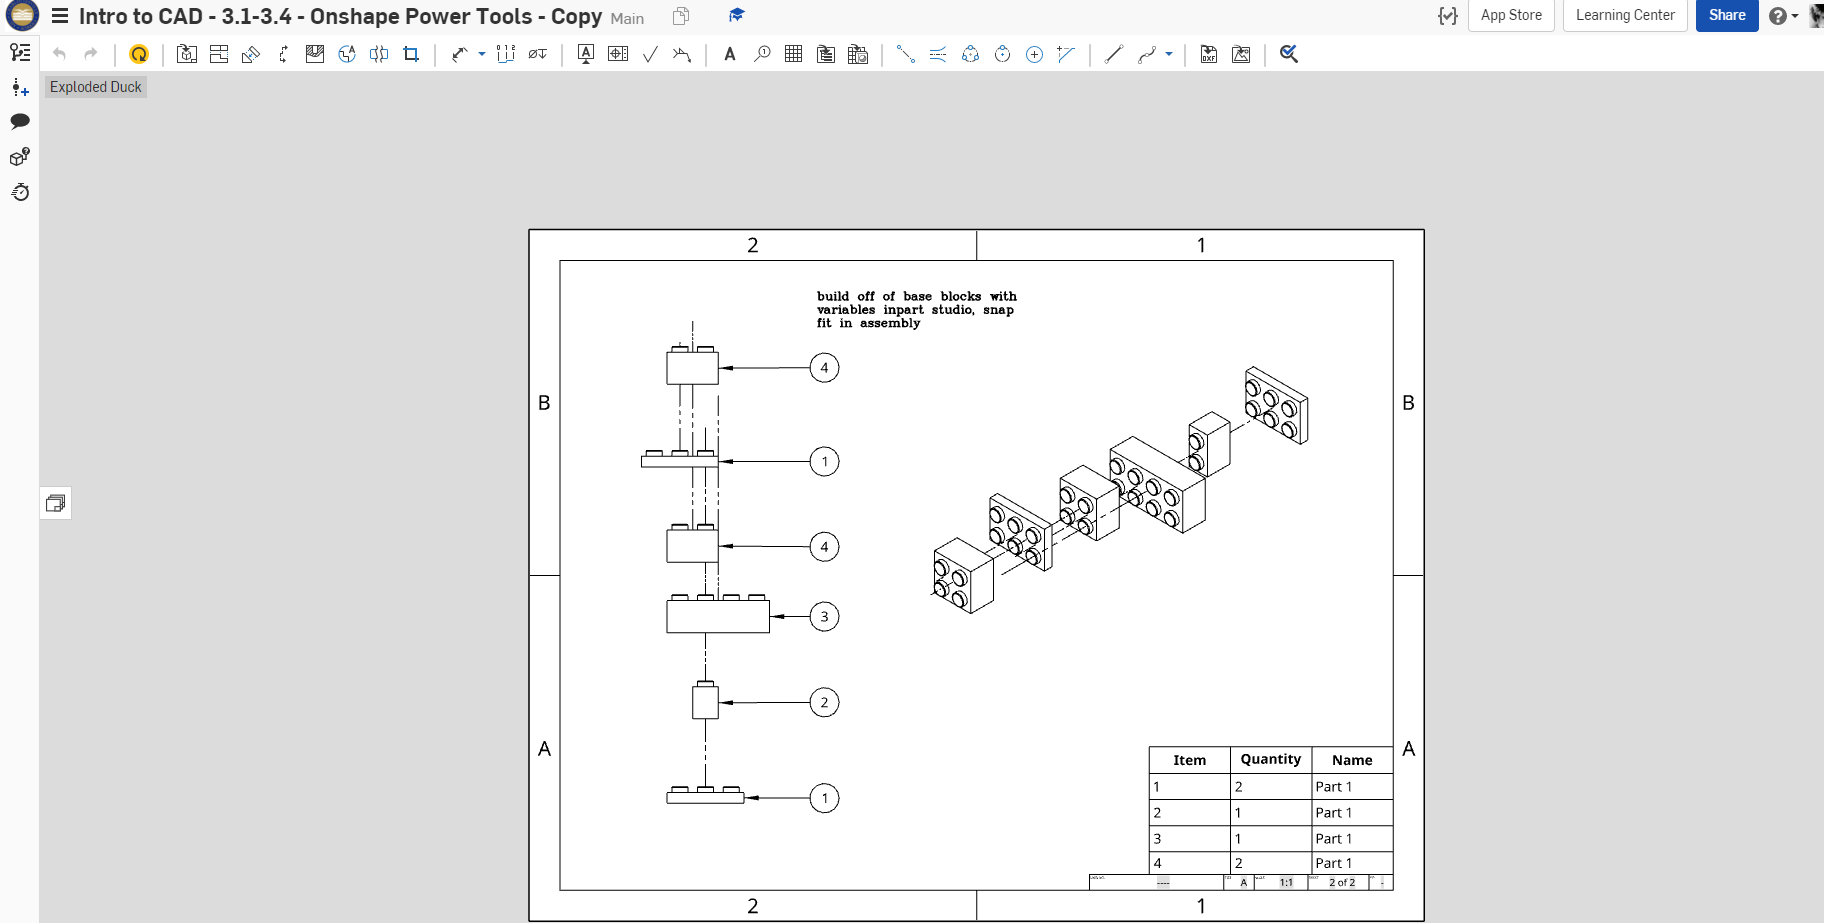 Intro to CAD - 3.1-3.4 - Onshape Power Tools - Copy Main
App Store
Learning Center
Share
Exploded Duck
2 1
build off of base blocks with
variables inpart studio, snap
fit in assembly
4
B B
1
4
3
2
A A
1
Item Quantity Name
1 2 Part 1
2 1 Part 1
3 1 Part 1
4 2 Part 1
---- A 1:1 2 of 2 -
2 1